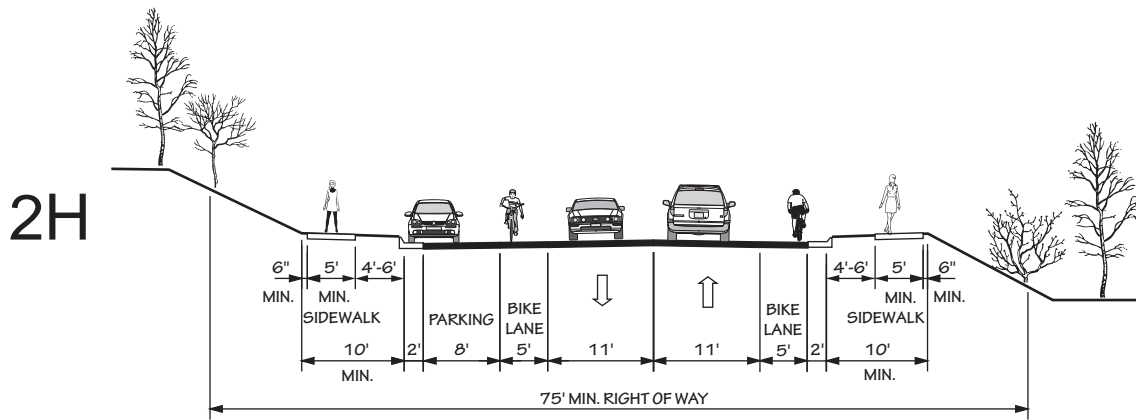 2H
6" 5' 4'-6' 4'-6' 5' 6"
MIN. MIN. MIN. MIN.
SIDEWALK PARKING BIKE LANE BIKE LANE SIDEWALK
10' 2' 8' 5' 11' 11' 5' 2' 10'
MIN. MIN.
75' MIN. RIGHT OF WAY